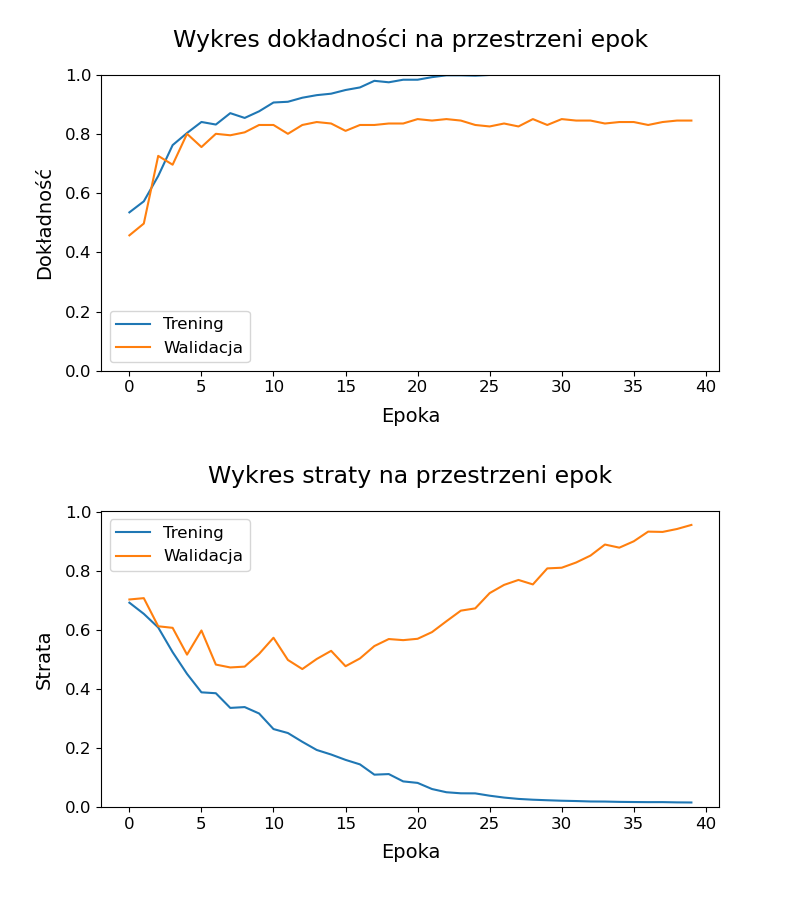 Wykres dokładności na przestrzeni epok
1.0
0.8
0.6
0.4
0.2
0.0
Dokładność
Trening
Walidacja
0 5 10 15 20 25 30 35 40
Epoka
Wykres straty na przestrzeni epok
1.0
0.8
0.6
0.4
0.2
0.0
Strata
Trening
Walidacja
0 5 10 15 20 25 30 35 40
Epoka